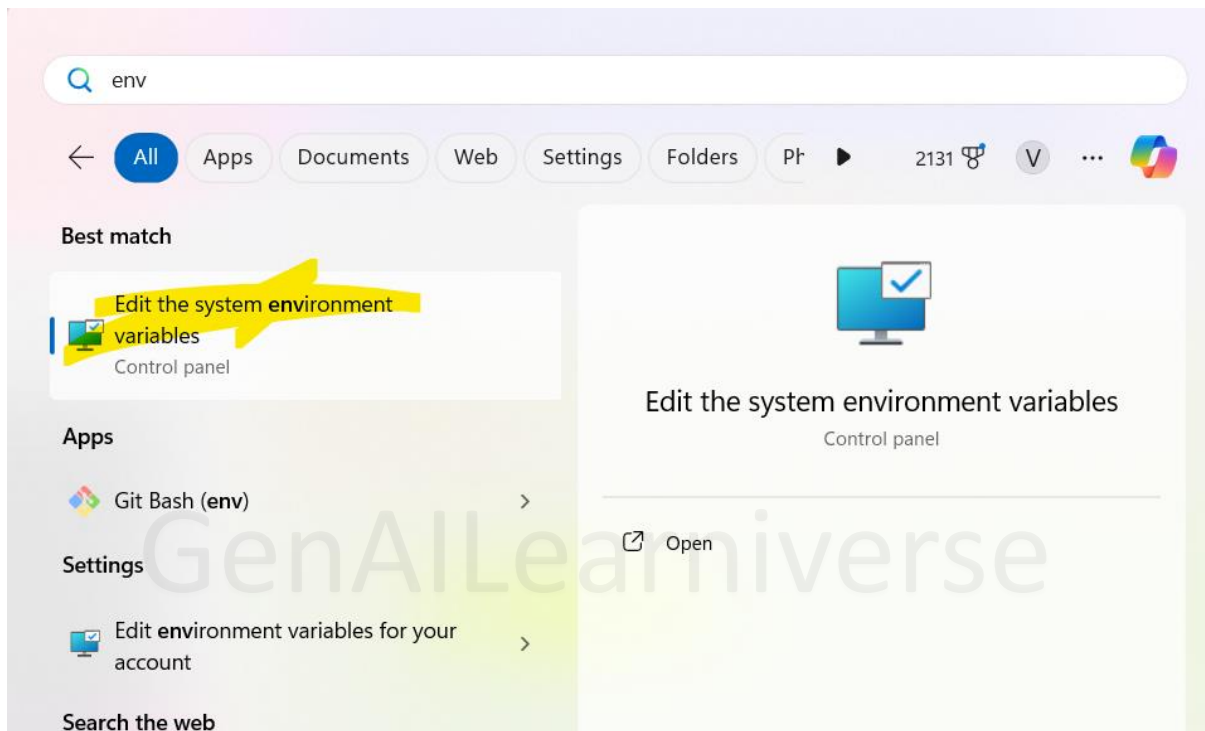 env
All Apps Documents Web Settings Folders Ph 2131 V ...
Best match
Edit the system environment
variables
Control panel
Edit the system environment variables
Control panel
Apps
Git Bash (env)
Open
GenAILearniverse
Settings
Edit environment variables for your
account
Search the web